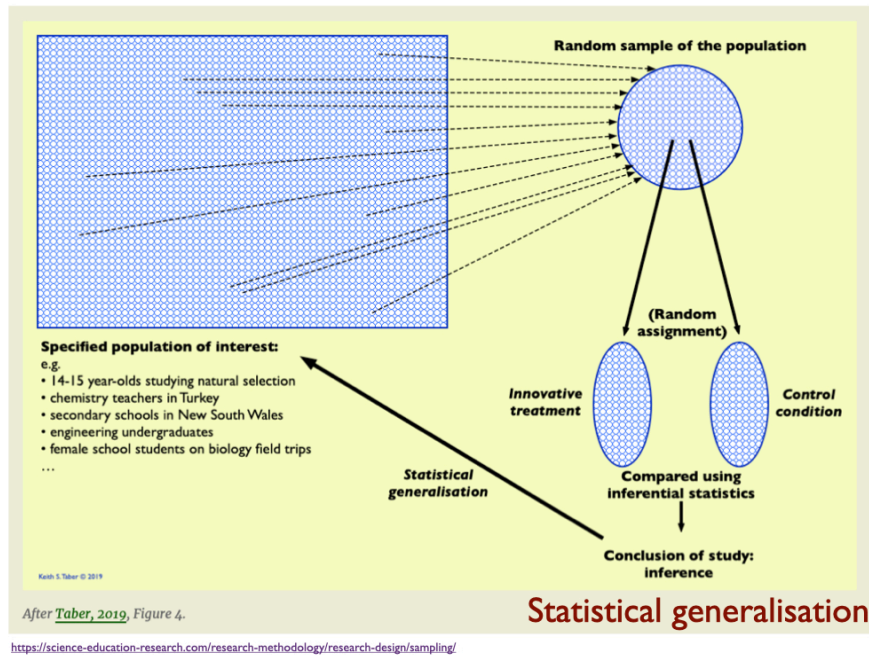 Random sample of the population
(Random
assignment)
Specified population of interest:
e.g.
• 14-15 year-olds studying natural selection
• chemistry teachers in Turkey
• secondary schools in New South Wales
• engineering undergraduates
• female school students on biology field trips
…
Innovative
treatment
Control
condition
Compared using
inferential statistics
Statistical
generalisation
Conclusion of study:
inference
Keith S. Taber © 2019
After Taber, 2019, Figure 4.
Statistical generalisation
https://science-education-research.com/research-methodology/research-design/sampling/